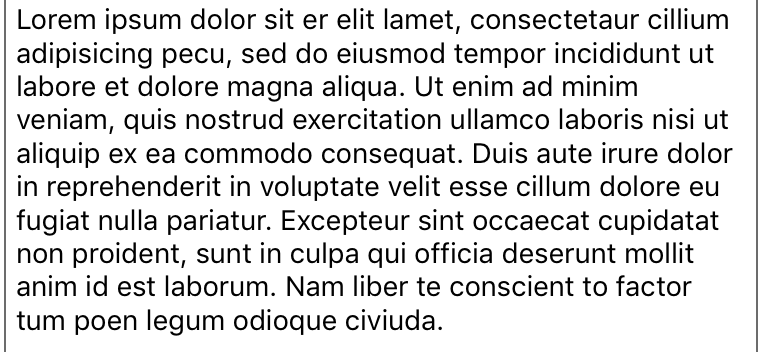 Lorem ipsum dolor sit er elit lamet, consectetaur cillium
adipisicing pecu, sed do eiusmod tempor incididunt ut
labore et dolore magna aliqua. Ut enim ad minim
veniam, quis nostrud exercitation ullamco laboris nisi ut
aliquip ex ea commodo consequat. Duis aute irure dolor
in reprehenderit in voluptate velit esse cillum dolore eu
fugiat nulla pariatur. Excepteur sint occaecat cupidatat
non proident, sunt in culpa qui officia deserunt mollit
anim id est laborum. Nam liber te conscient to factor
tum poen legum odioque civiuda.